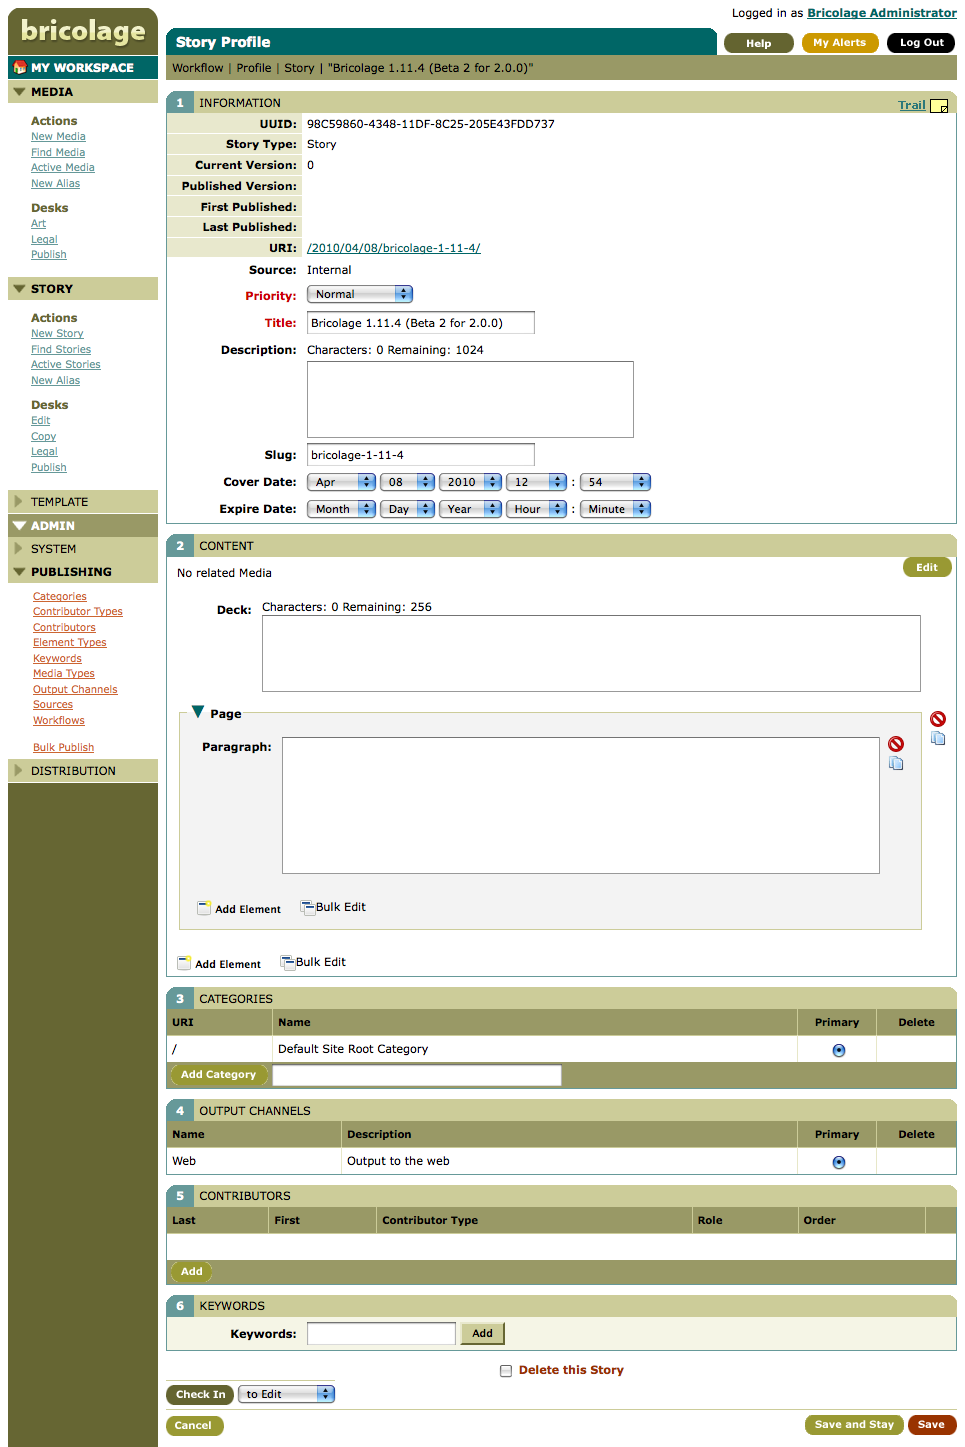 Logged in as Bricolage Administrator
bricolage
Story Profile
Help
My Alerts
Log Out
MY WORKSPACE
Workflow | Profile | Story | "Bricolage 1.11.4 (Beta 2 for 2.0.0)"
MEDIA
Actions
New Media
Find Media
Active Media
New Alias
Desks
Art
Legal
Publish
STORY
Actions
New Story
Find Stories
Active Stories
New Alias
Desks
Edit
Copy
Legal
Publish
TEMPLATE
ADMIN
SYSTEM
PUBLISHING
Categories
Contributor Types
Contributors
Element Types
Keywords
Media Types
Output Channels
Sources
Workflows
Bulk Publish
DISTRIBUTION
1 INFORMATION
Trail
UUID: 98C59860-4348-11DF-8C25-205E43FDD737
Story Type: Story
Current Version: 0
Published Version:
First Published:
Last Published:
URI: /2010/04/08/bricolage-1-11-4/
Source: Internal
Priority: Normal
Title: Bricolage 1.11.4 (Beta 2 for 2.0.0)
Description: Characters: 0 Remaining: 1024
Slug: bricolage-1-11-4
Cover Date: Apr 08 2010 12 : 54
Expire Date: Month Day Year Hour : Minute
2 CONTENT
No related Media
Edit
Deck: Characters: 0 Remaining: 256
Page
Paragraph:
Add Element Bulk Edit
Add Element Bulk Edit
3 CATEGORIES
URI Name Primary Delete
/ Default Site Root Category
Add Category
4 OUTPUT CHANNELS
Name Description Primary Delete
Web Output to the web
5 CONTRIBUTORS
Last First Contributor Type Role Order
Add
6 KEYWORDS
Keywords: Add
Delete this Story
Check In to Edit
Cancel
Save and Stay
Save